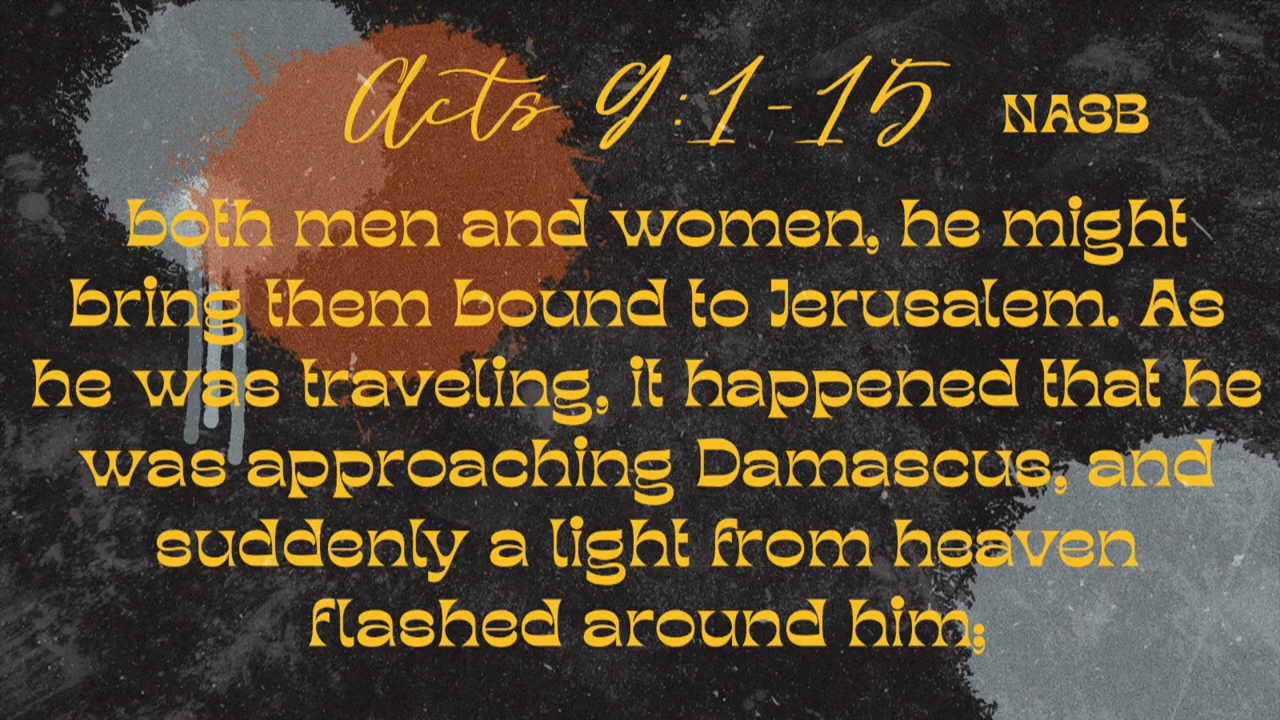 Acts 9:1-15 NASB
both men and women, he might
bring them bound to Jerusalem. As
he was traveling, it happened that he
was approaching Damascus, and
suddenly a light from heaven
flashed around him;